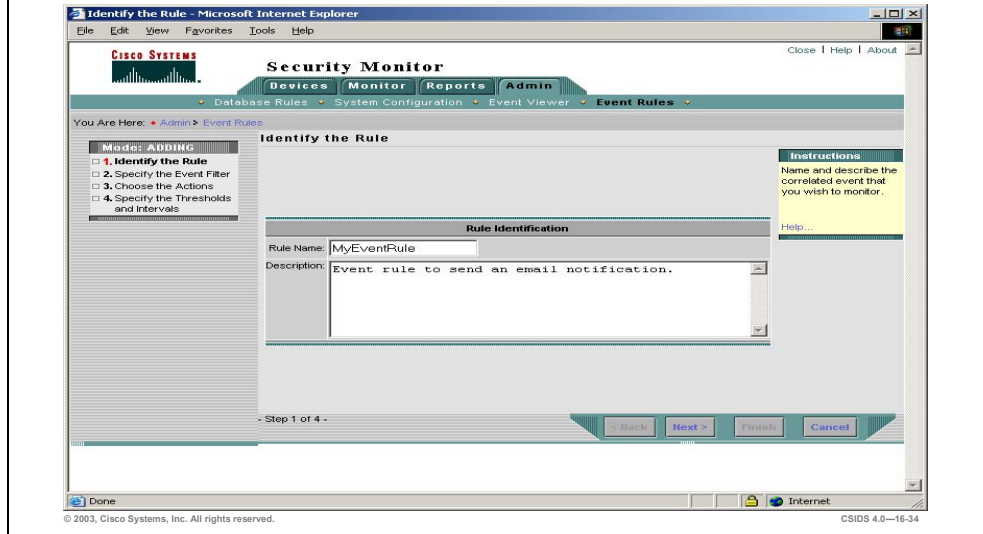 Identify the Rule - Microsoft Internet Explorer
File Edit View Favorites Tools Help
CISCO SYSTEMS
Close | Help | About
Security Monitor
Devices Monitor Reports Admin
Database Rules System Configuration Event Viewer Event Rules
You Are Here: Admin > Event Rules
Identify the Rule
Mode: ADDING
1. Identify the Rule
2. Specify the Event Filter
3. Choose the Actions
4. Specify the Thresholds
and Intervals
Instructions
Name and describe the
correlated event that
you wish to monitor.
Help...
Rule Identification
Rule Name: MyEventRule
Description: Event rule to send an email notification.
- Step 1 of 4 -
< Back Next > Finish Cancel
Done
Internet
© 2003, Cisco Systems, Inc. All rights reserved.
CSIDS 4.0—16-34